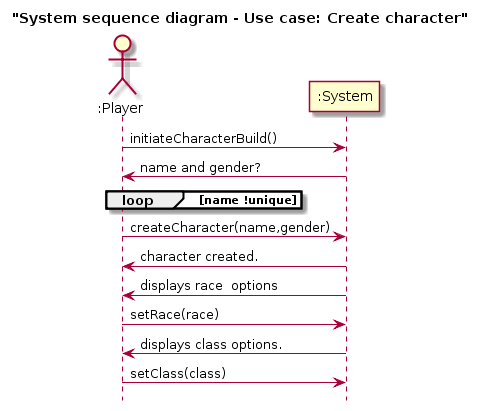 "System sequence diagram - Use case: Create character"
:Player
:System
initiateCharacterBuild()
name and gender?
loop [name !unique]
createCharacter(name,gender)
character created.
displays race  options
setRace(race)
displays class options.
setClass(class)